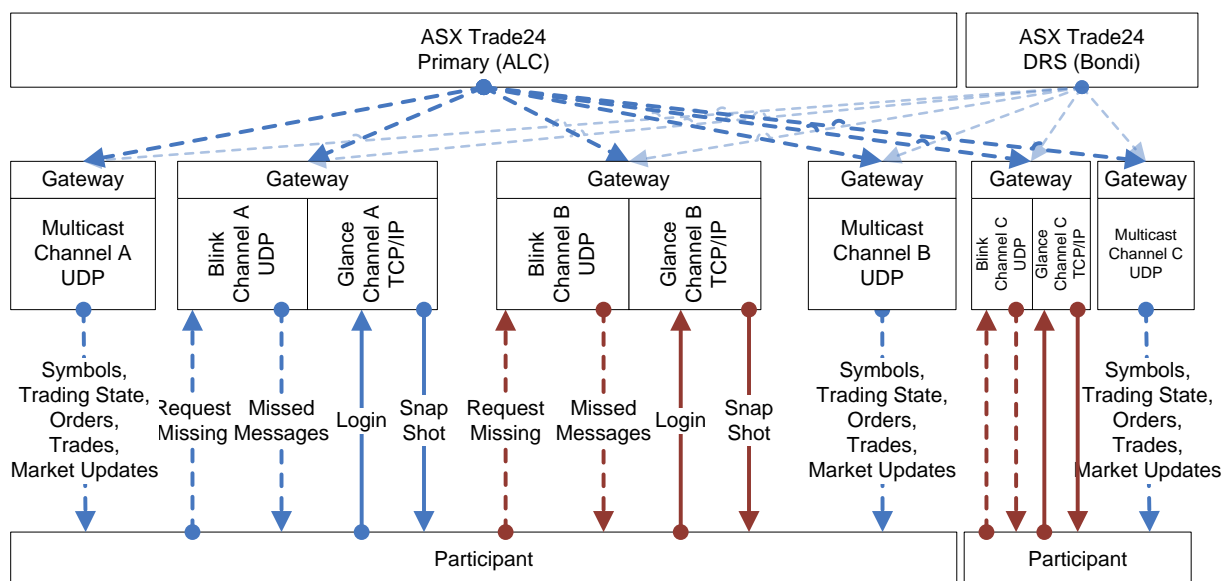 ASX Trade24
Primary (ALC)
ASX Trade24
DRS (Bondi)
Gateway
Multicast
Channel A
UDP
Gateway
Blink
Channel A
UDP
Glance
Channel A
TCP/IP
Gateway
Blink
Channel B
UDP
Glance
Channel B
TCP/IP
Gateway
Multicast
Channel B
UDP
Gateway
Blink
Channel C
UDP
Glance
Channel C
TCP/IP
Gateway
Multicast
Channel C
UDP
Symbols,
Trading State,
Orders,
Trades,
Market Updates
Request
Missing
Missed
Messages
Login
Snap
Shot
Request
Missing
Missed
Messages
Login
Snap
Shot
Symbols,
Trading State,
Orders,
Trades,
Market Updates
Symbols,
Trading State,
Orders,
Trades,
Market Updates
Participant
Participant